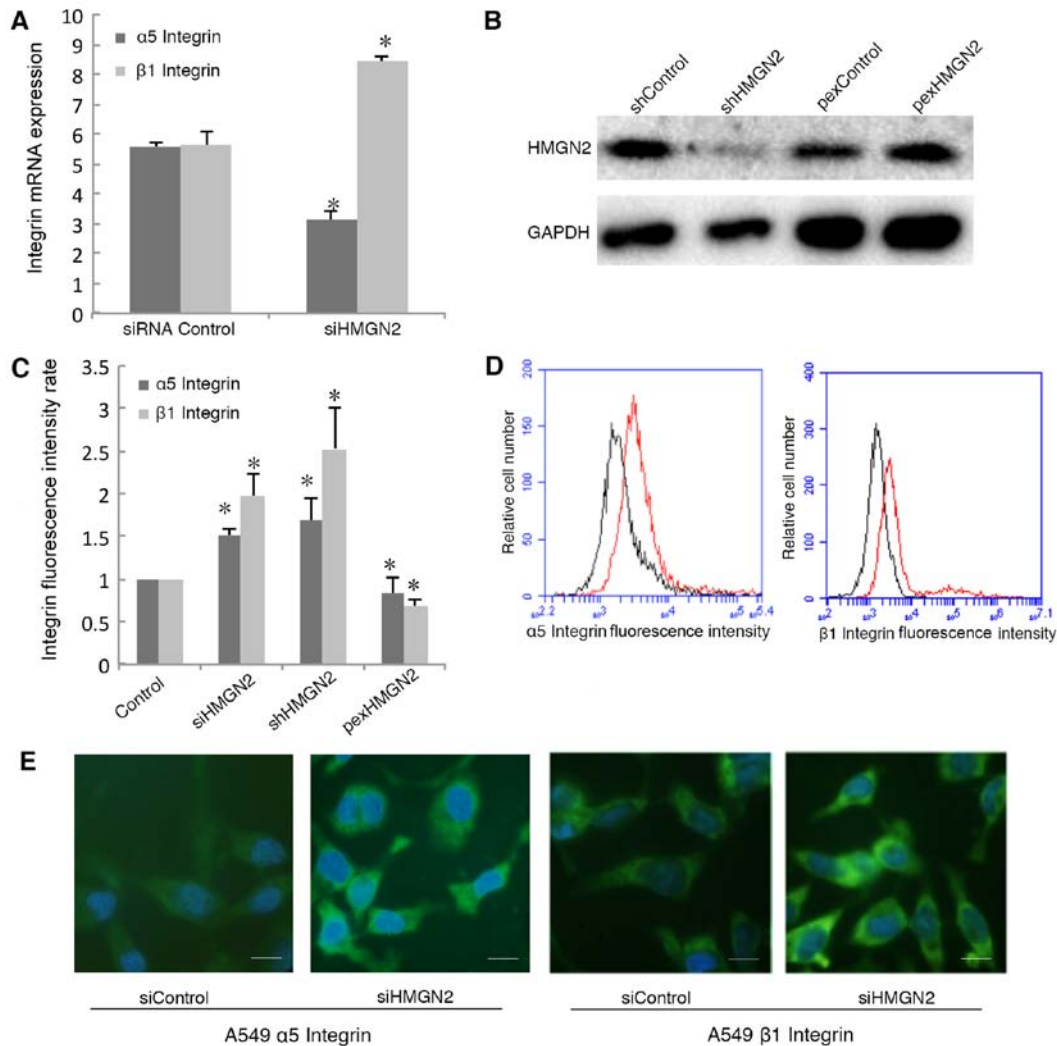 A
10
9
8
7
6
5
4
3
2
1
0
Integrin mRNA expression
α5 Integrin
β1 Integrin
*
*
siRNA Control
siHMGN2
B
shControl
shHMGN2
pexControl
pexHMGN2
HMGN2
GAPDH
C
3.5
3
2.5
2
1.5
1
0.5
0
Integrin fluorescence intensity rate
α5 Integrin
β1 Integrin
*
*
*
*
*
*
Control
siHMGN2
shHMGN2
pexHMGN2
D
200
150
100
50
0
Relative cell number
α5 Integrin fluorescence intensity
400
300
200
100
0
Relative cell number
β1 Integrin fluorescence intensity
E
siControl
siHMGN2
siControl
siHMGN2
A549 α5 Integrin
A549 β1 Integrin